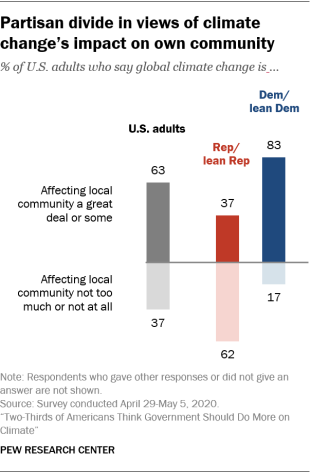 Partisan divide in views of climate
change's impact on own community
% of U.S. adults who say global climate change is ...
Dem/
lean Dem
U.S. adults
Rep/
lean Rep
83
63
37
Affecting local
community a great
deal or some
Affecting local
community not too
much or not at all
37
62
17
Note: Respondents who gave other responses or did not give an
answer are not shown.
Source: Survey conducted April 29-May 5, 2020.
"Two-Thirds of Americans Think Government Should Do More on
Climate"
PEW RESEARCH CENTER